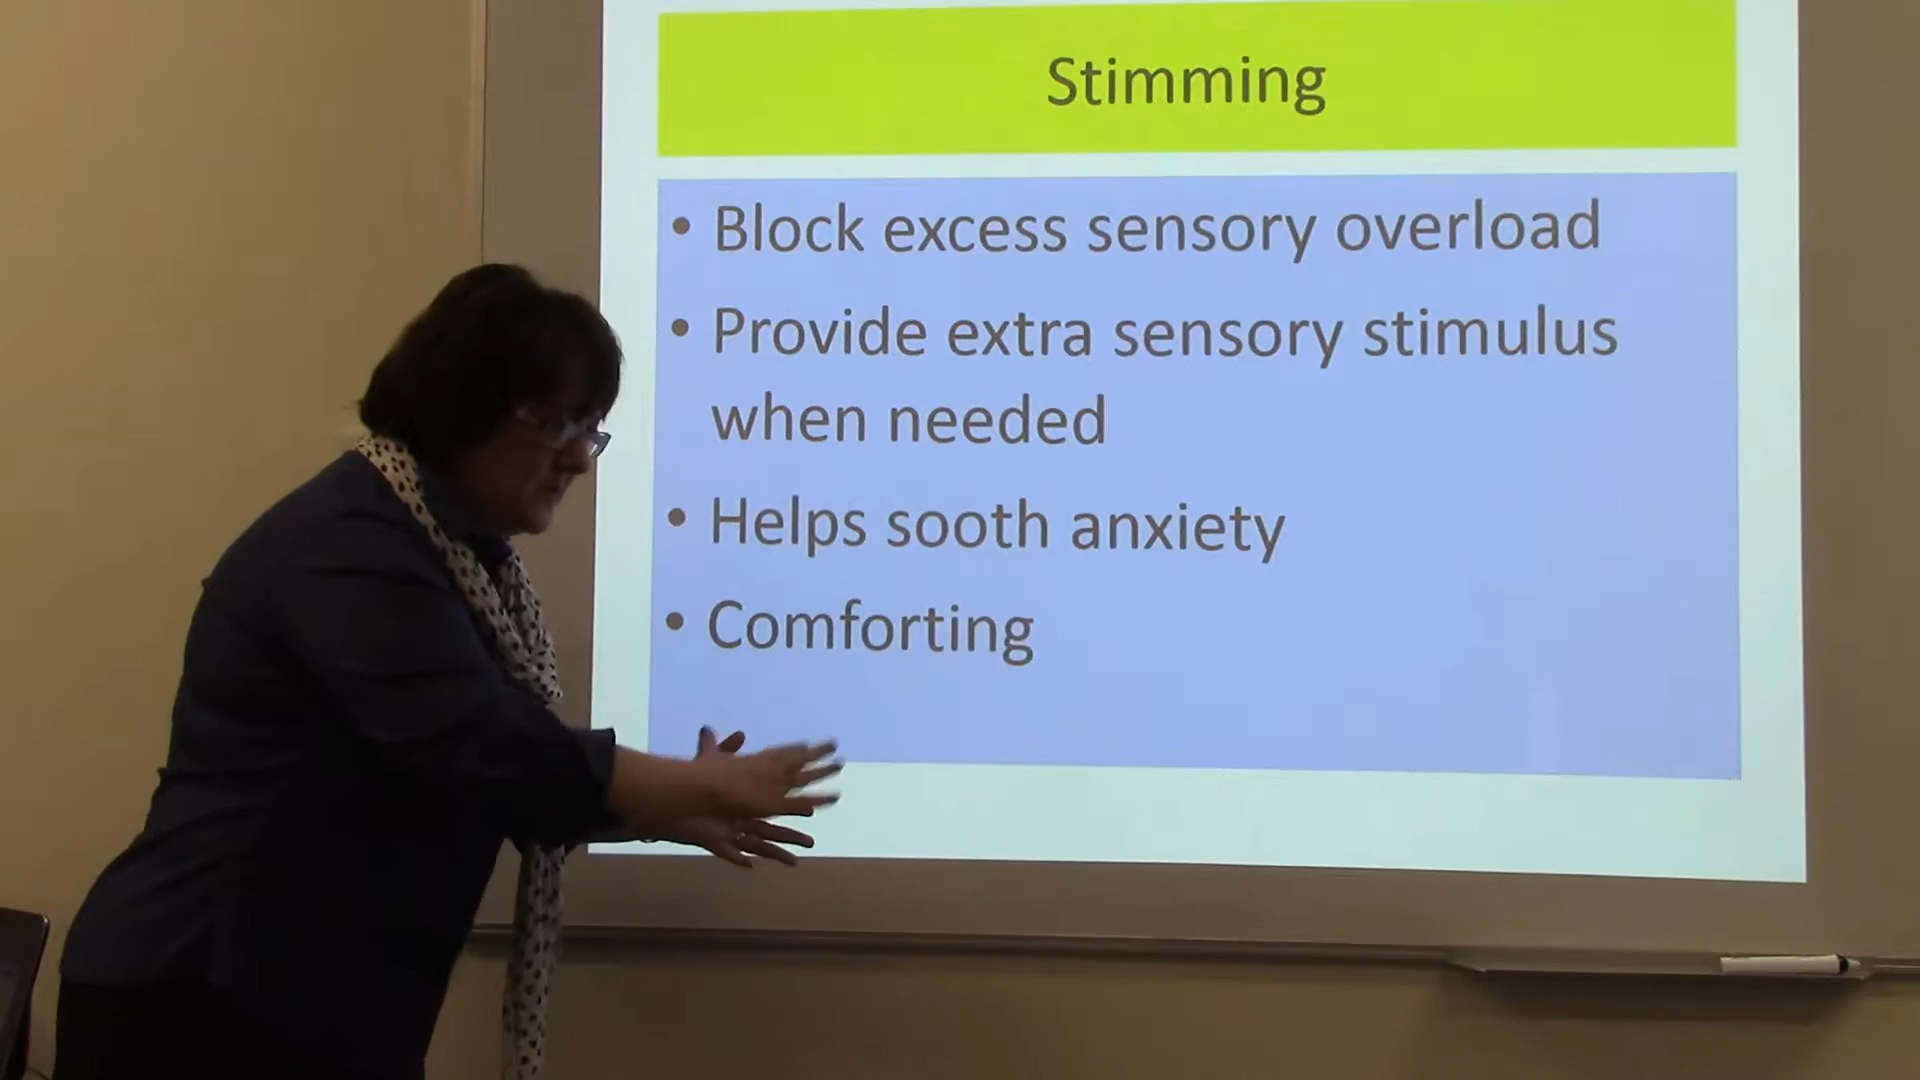 Stimming
• Block excess sensory overload
• Provide extra sensory stimulus
when needed
• Helps sooth anxiety
• Comforting